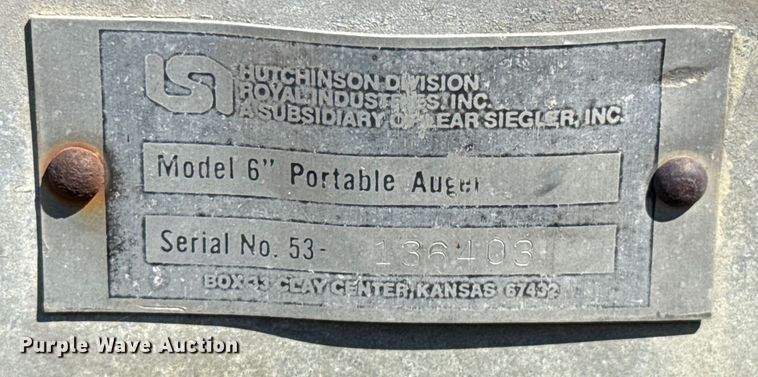 LSI
HUTCHINSON DIVISION
ROYAL INDUSTRIES, INC.
A SUBSIDIARY OF LEAR SIEGLER, INC.
Model 6" Portable Auger
Serial No. 53- 136403
BOX 43 CLAY CENTER, KANSAS 67432
Purple Wave Auction